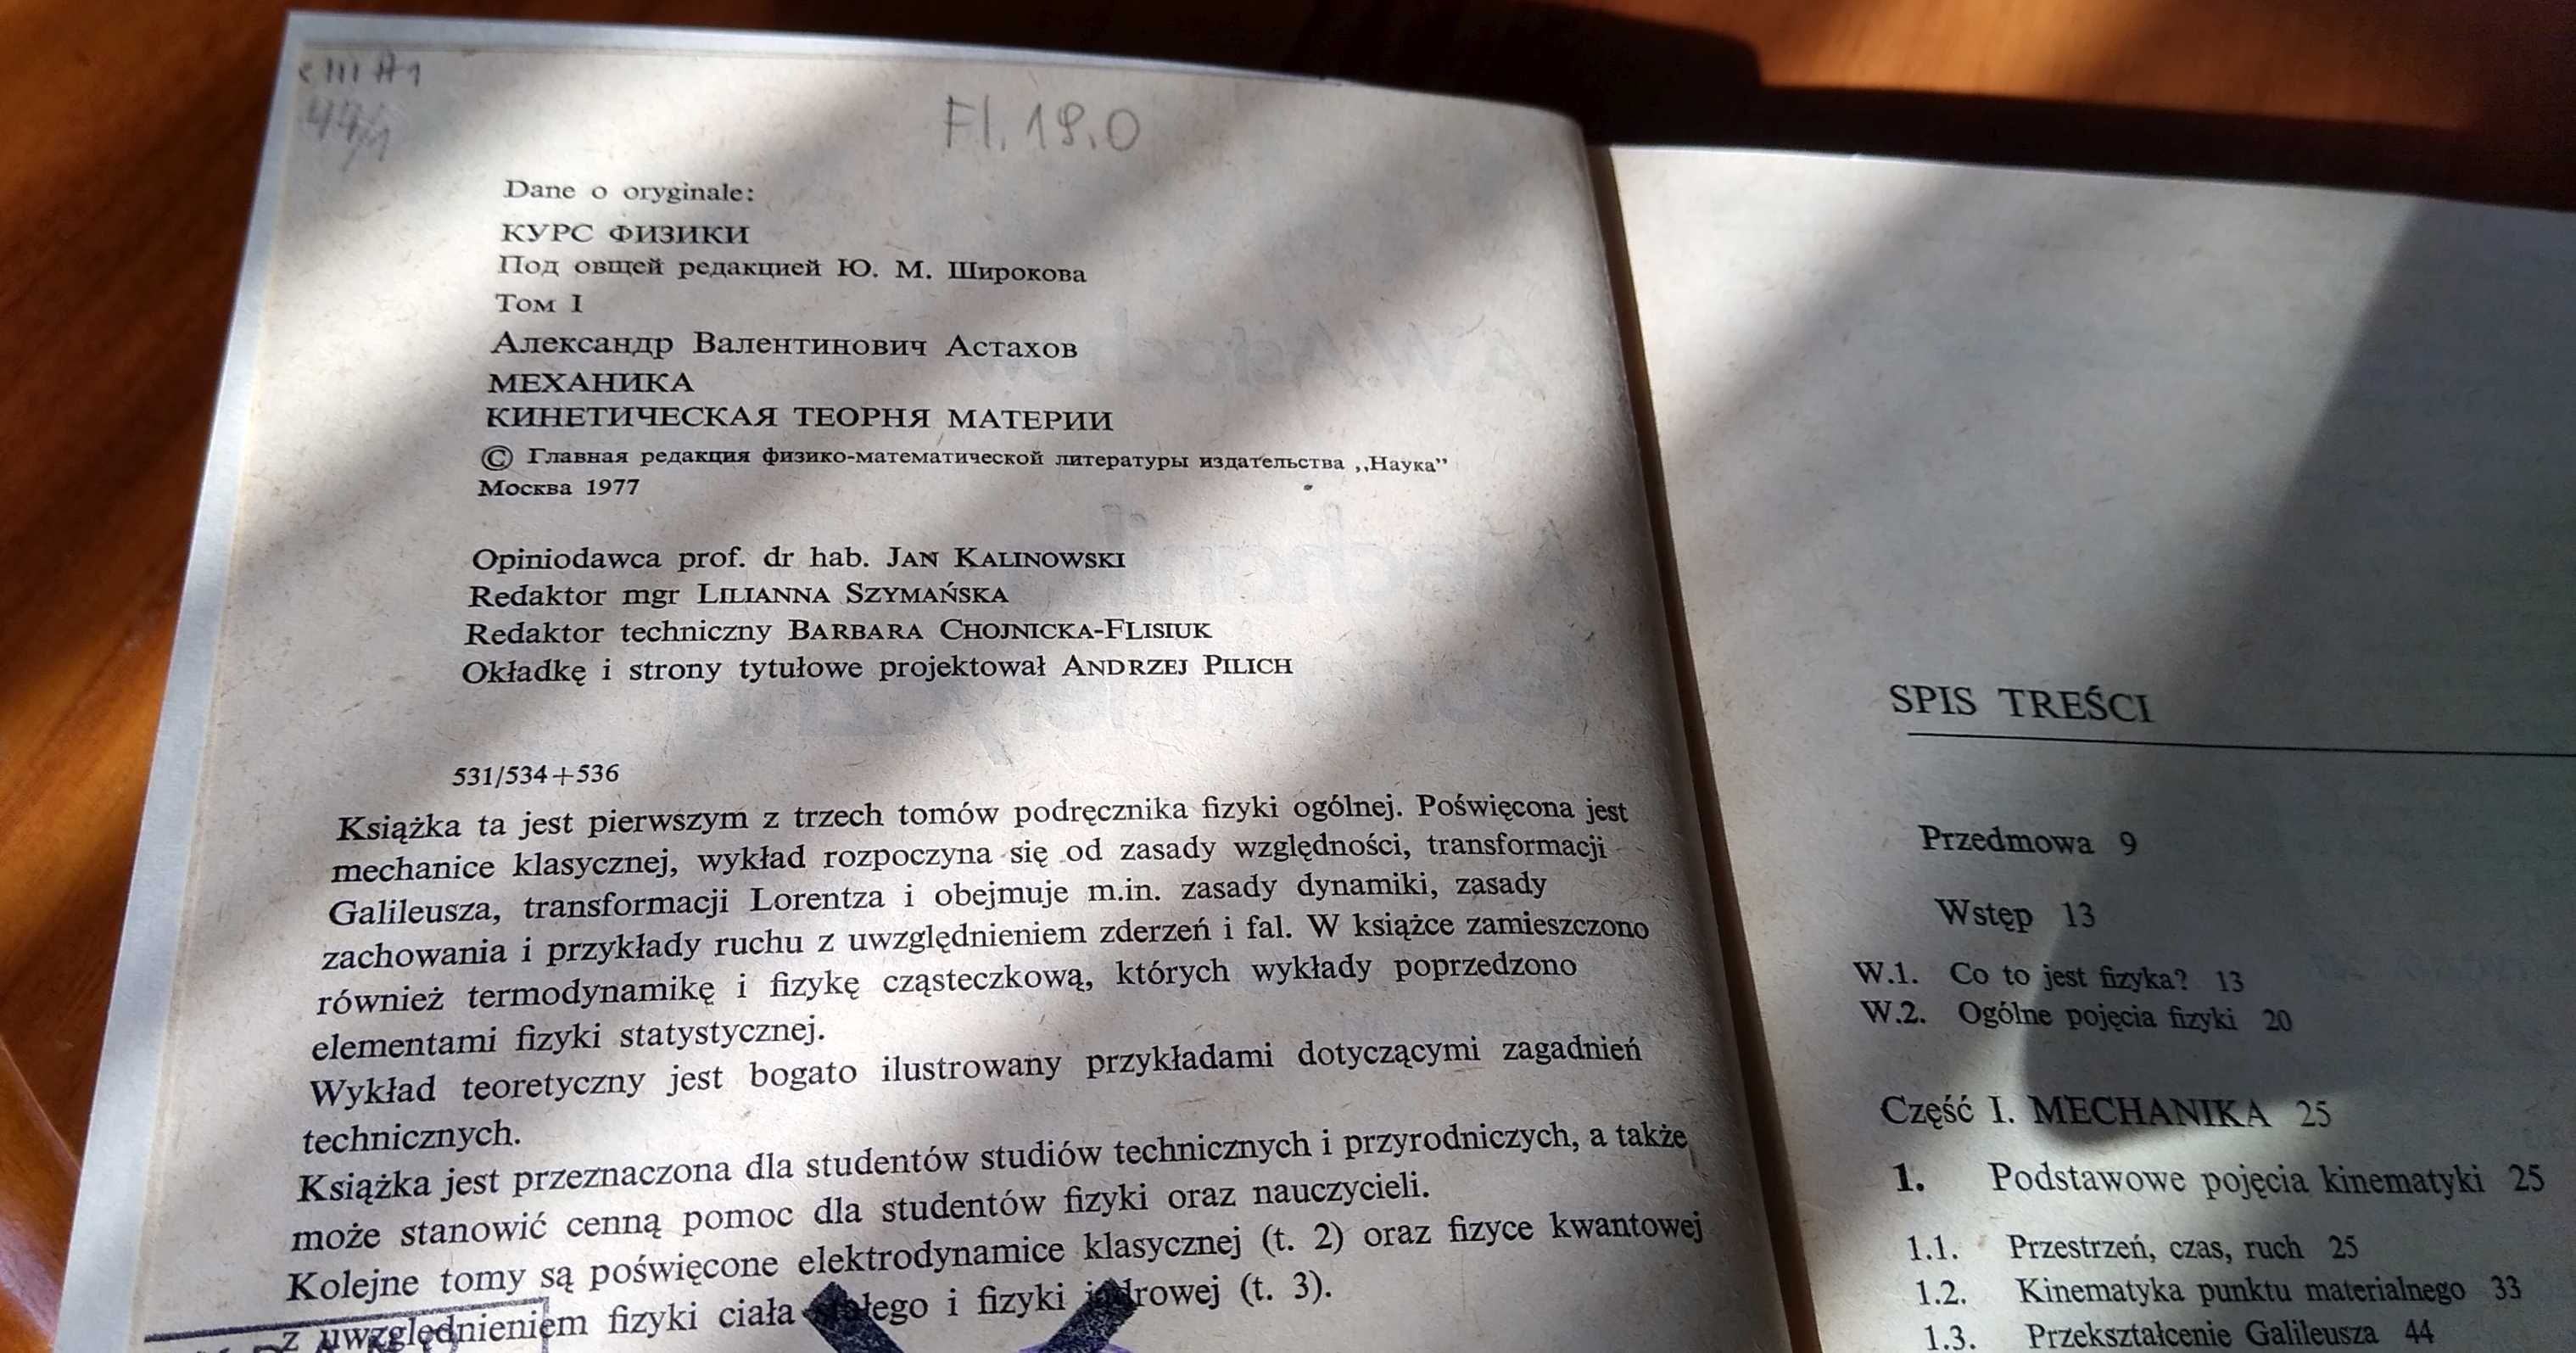 Fl. 19.0
Dane o oryginale:
КУРС ФИЗИКИ
Под овщей редакцией Ю. М. Широкова
Том I
Александр Валентинович Астахов
МЕХАНИКА
КИНЕТИЧЕСКАЯ ТЕОРНЯ МАТЕРИИ
© Главная редакция физико-математической литературы издательства ,,Наука”
Москва 1977
Opiniodawca prof. dr hab. JAN KALINOWSKI
Redaktor mgr LILIANNA SZYMAŃSKA
Redaktor techniczny BARBARA CHOJNICKA-FLISIUK
Okładkę i strony tytułowe projektował ANDRZEJ PILICH
531/534+536
Książka ta jest pierwszym z trzech tomów podręcznika fizyki ogólnej. Poświęcona jest
mechanice klasycznej, wykład rozpoczyna się od zasady względności, transformacji
Galileusza, transformacji Lorentza i obejmuje m.in. zasady dynamiki, zasady
zachowania i przykłady ruchu z uwzględnieniem zderzeń i fal. W książce zamieszczono
również termodynamikę i fizykę cząsteczkową, których wykłady poprzedzono
elementami fizyki statystycznej.
Wykład teoretyczny jest bogato ilustrowany przykładami dotyczącymi zagadnień
technicznych.
Książka jest przeznaczona dla studentów studiów technicznych i przyrodniczych, a także
może stanowić cenną pomoc dla studentów fizyki oraz nauczycieli.
Kolejne tomy są poświęcone elektrodynamice klasycznej (t. 2) oraz fizyce kwantowej
z uwzględnieniem fizyki ciała stałego i fizyki jądrowej (t. 3).
SPIS TREŚCI
Przedmowa 9
Wstęp 13
W.1. Co to jest fizyka? 13
W.2. Ogólne pojęcia fizyki 20
Część I. MECHANIKA 25
1. Podstawowe pojęcia kinematyki 25
1.1. Przestrzeń, czas, ruch 25
1.2. Kinematyka punktu materialnego 33
1.3. Przekształcenie Galileusza 44